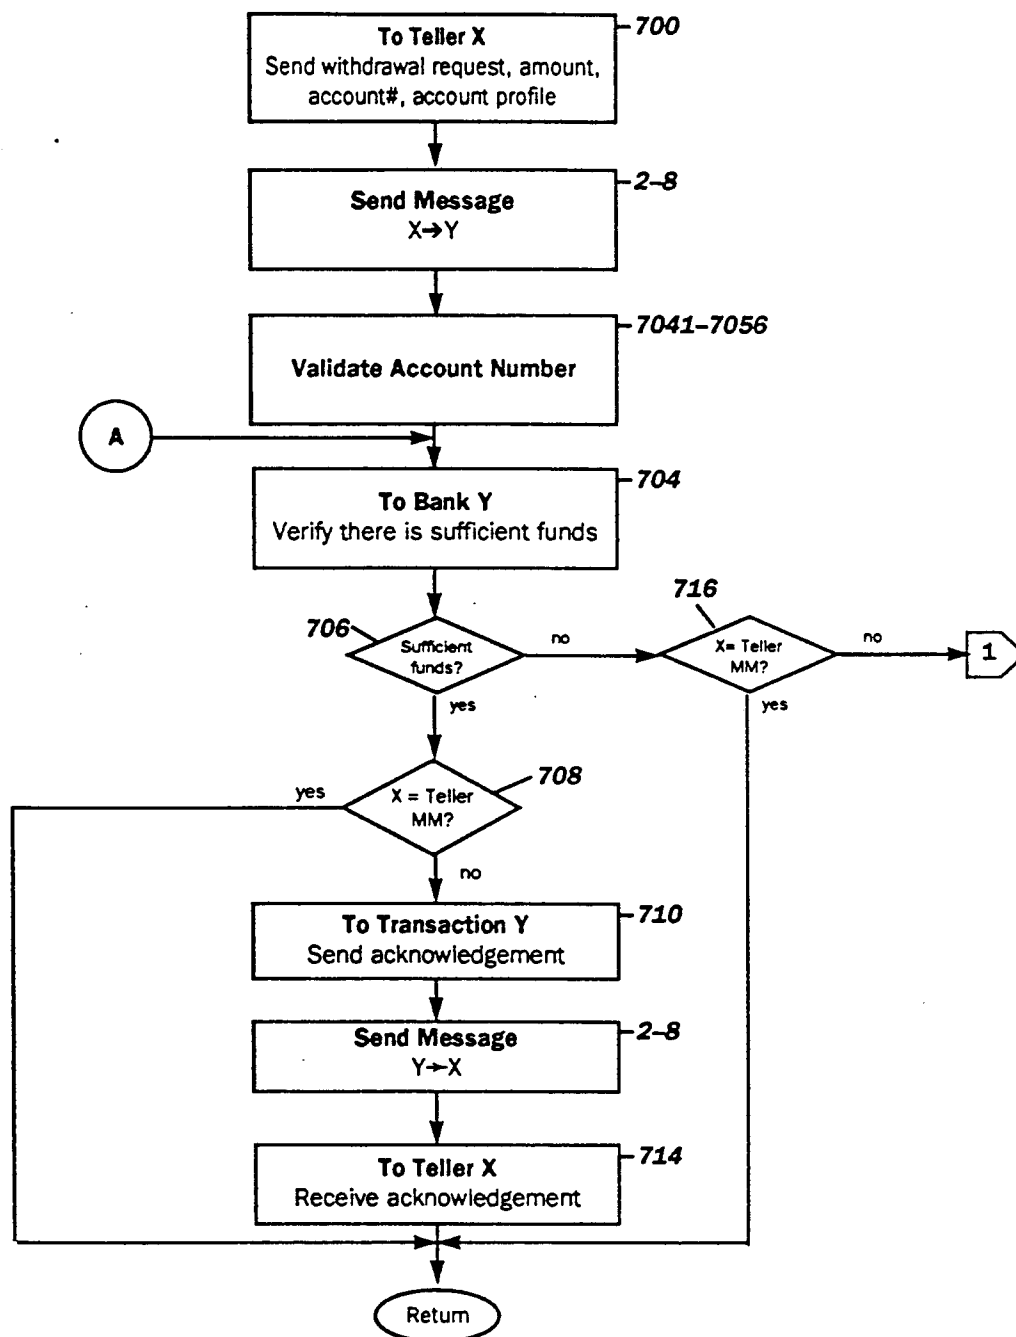 To Teller X
Send withdrawal request, amount,
account#, account profile
700
Send Message
X→Y
2-8
Validate Account Number
7041-7056
A
To Bank Y
Verify there is sufficient funds
704
706
Sufficient
funds?
no
716
X= Teller
MM?
no
1
yes
yes
708
X = Teller
MM?
yes
no
To Transaction Y
Send acknowledgement
710
Send Message
Y→X
2-8
To Teller X
Receive acknowledgement
714
Return